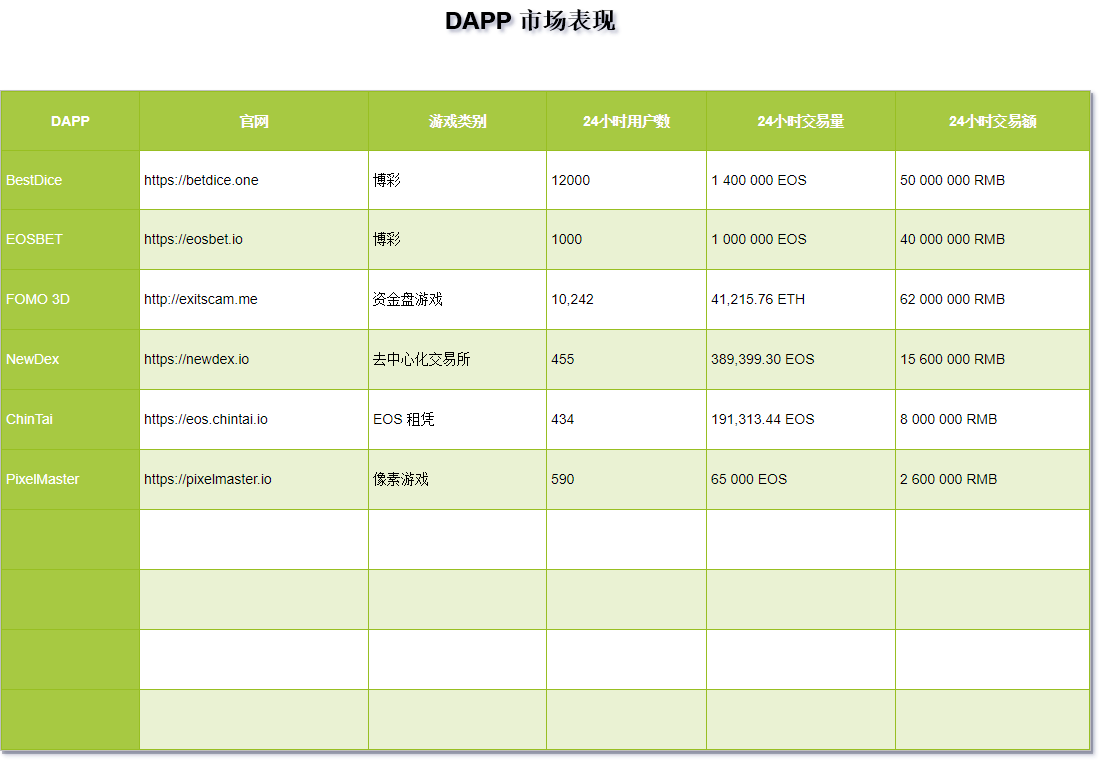 DAPP 市场表现
DAPP 官网 游戏类别 24小时用户数 24小时交易量 24小时交易额
BestDice https://betdice.one 博彩 12000 1 400 000 EOS 50 000 000 RMB
EOSBET https://eosbet.io 博彩 1000 1 000 000 EOS 40 000 000 RMB
FOMO 3D http://exitscam.me 资金盘游戏 10,242 41,215.76 ETH 62 000 000 RMB
NewDex https://newdex.io 去中心化交易所 455 389,399.30 EOS 15 600 000 RMB
ChinTai https://eos.chintai.io EOS 租凭 434 191,313.44 EOS 8 000 000 RMB
PixelMaster https://pixelmaster.io 像素游戏 590 65 000 EOS 2 600 000 RMB